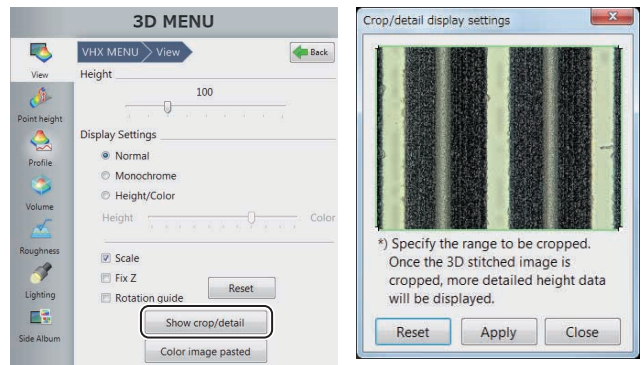 3D MENU
VHX MENU View Back
View
Point height
Profile
Volume
Roughness
Lighting
Side Album
Height
100
Display Settings
Normal
Monochrome
Height/Color
Height Color
Scale
Fix Z
Rotation guide
Reset
Show crop/detail
Color image pasted
Crop/detail display settings
*) Specify the range to be cropped.
Once the 3D stitched image is
cropped, more detailed height data
will be displayed.
Reset Apply Close